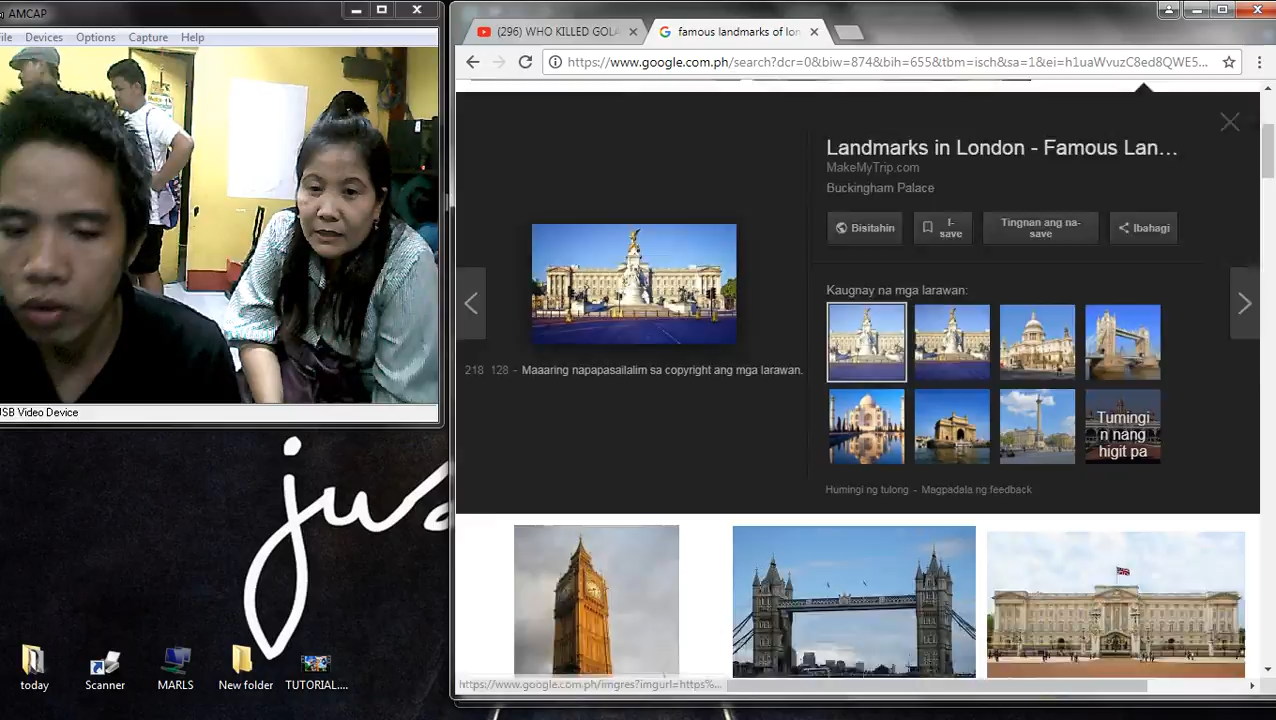 AMCAP
Devices Options Capture Help
SB Video Device
(296) WHO KILLED GOLA
famous landmarks of lon
https://www.google.com.ph/search?dcr=0&biw=874&bih=655&tbm=isch&sa=1&ei=h1uaWvuzC8ed8QWE5...
Landmarks in London - Famous Lan...
MakeMyTrip.com
Buckingham Palace
Bisitahin
I-save
Tingnan ang na-save
Ibahagi
Kaugnay na mga larawan:
218 128 - Maaaring napapasailalim sa copyright ang mga larawan.
Tumingi
n nang
higit pa
Humingi ng tulong - Magpadala ng feedback
jus
today
Scanner
MARLS
New folder
TUTORIAL....
https://www.google.com.ph/imgres?imgurl=https%...